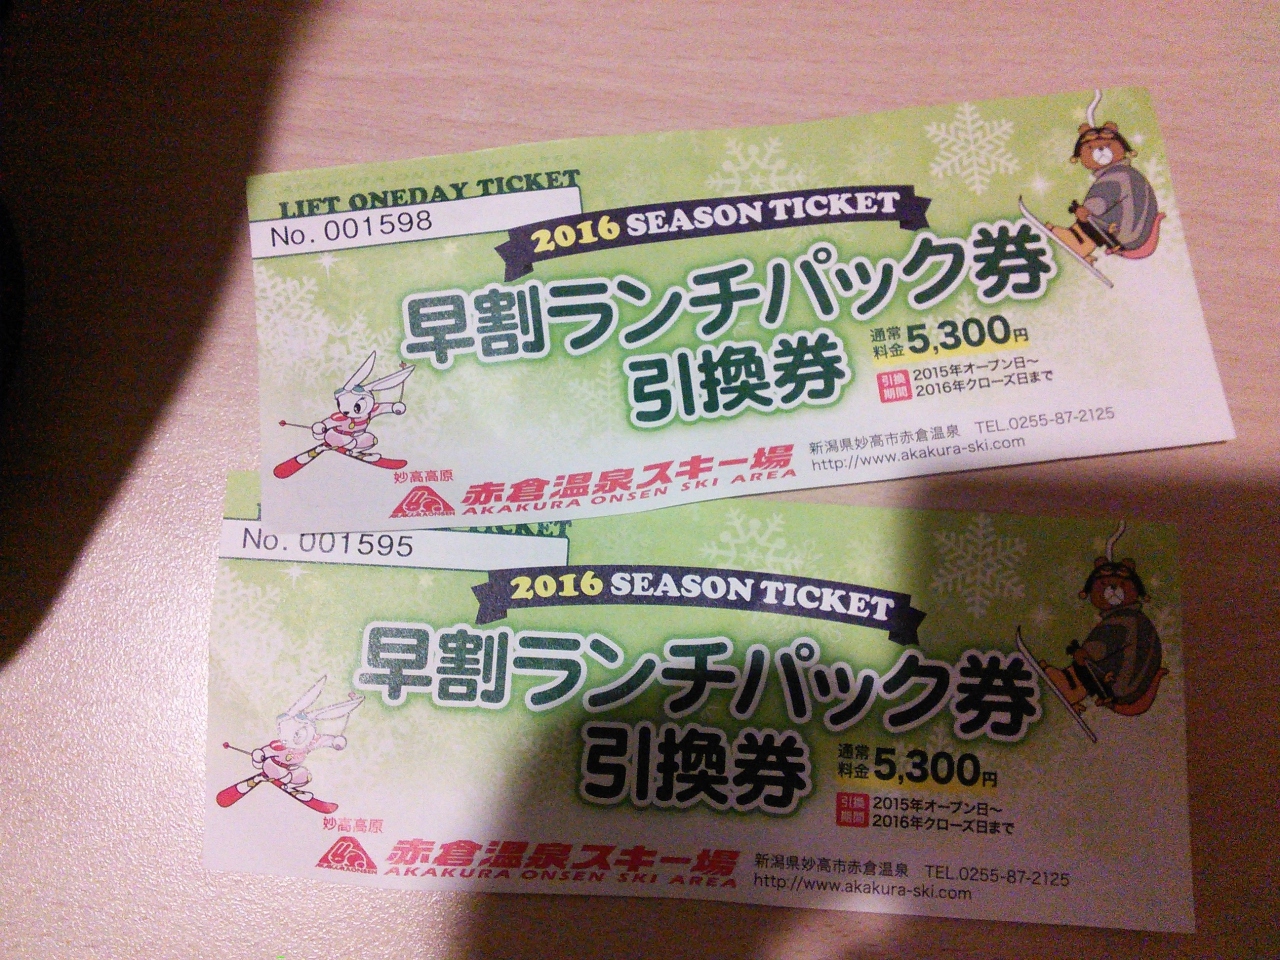 LIFT ONEDAY TICKET
No. 001598
2016 SEASON TICKET
早割ランチパック券
引換券
通常料金 5,300円
引換期間 2015年オープン日〜
2016年クローズ日まで
妙高高原
赤倉温泉スキー場
AKAKURA ONSEN SKI AREA
新潟県妙高市赤倉温泉 TEL.0255-87-2125
http://www.akakura-ski.com
TICKET
No. 001595
2016 SEASON TICKET
早割ランチパック券
引換券
通常料金 5,300円
引換期間 2015年オープン日〜
2016年クローズ日まで
妙高高原
赤倉温泉スキー場
AKAKURA ONSEN SKI AREA
新潟県妙高市赤倉温泉 TEL.0255-87-2125
http://www.akakura-ski.com